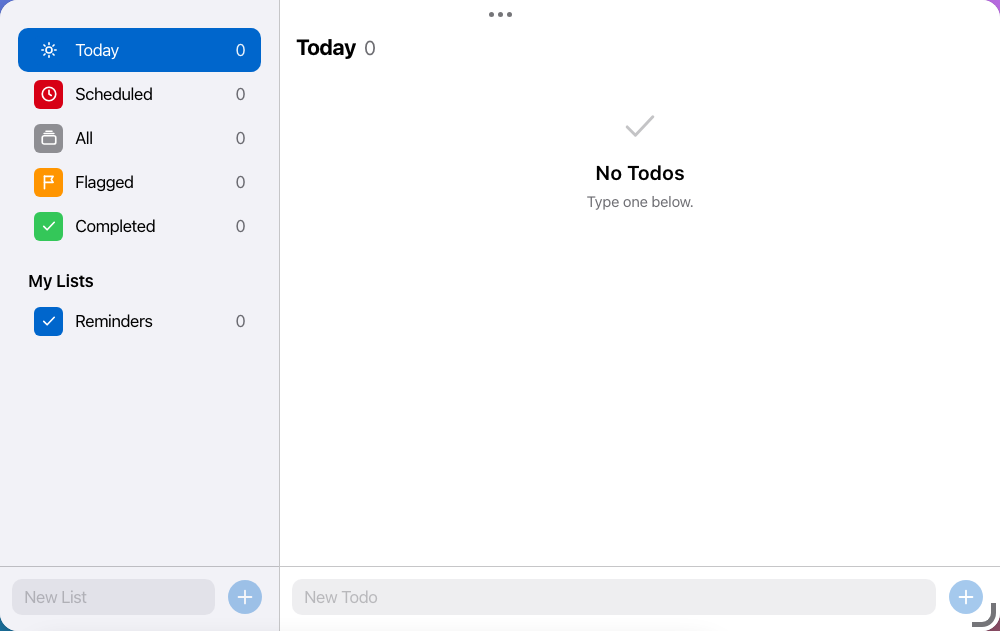 Today 0
Scheduled 0
All 0
Flagged 0
Completed 0
My Lists
Reminders 0
New List
Today 0
No Todos
Type one below.
New Todo